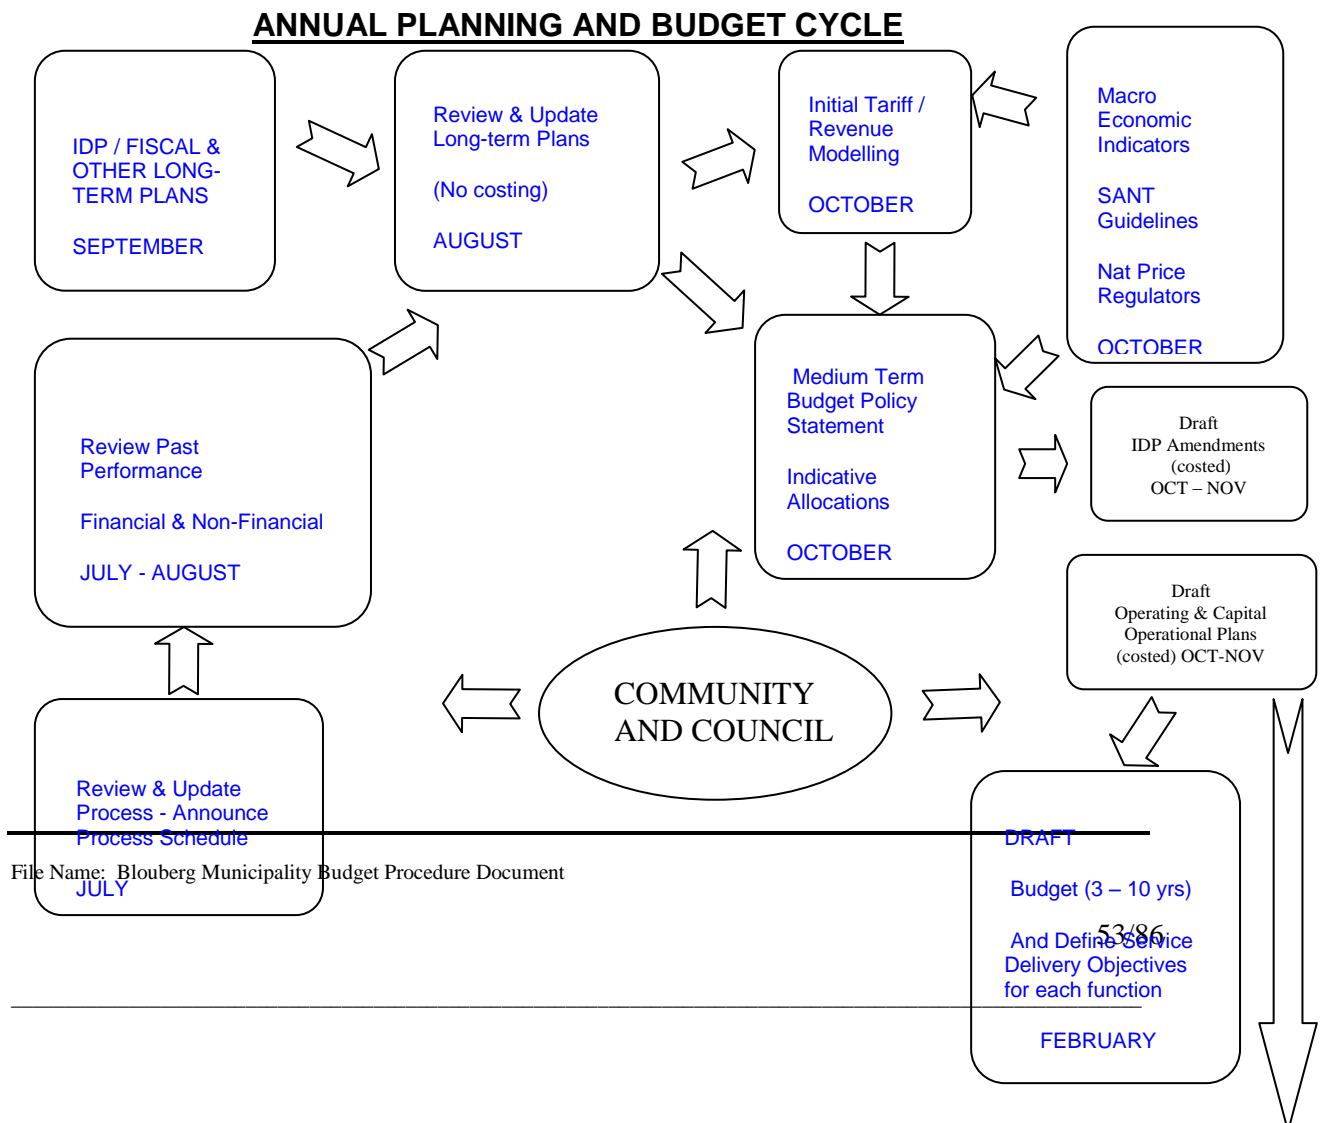 ANNUAL PLANNING AND BUDGET CYCLE
IDP / FISCAL &
OTHER LONG-
TERM PLANS
SEPTEMBER
Review & Update
Long-term Plans
(No costing)
AUGUST
Initial Tariff /
Revenue
Modelling
OCTOBER
Macro
Economic
Indicators
SANT
Guidelines
Nat Price
Regulators
OCTOBER
Review Past
Performance
Financial & Non-Financial
JULY - AUGUST
Medium Term
Budget Policy
Statement
Indicative
Allocations
OCTOBER
Draft
IDP Amendments
(costed)
OCT – NOV
Draft
Operating & Capital
Operational Plans
(costed) OCT-NOV
COMMUNITY
AND COUNCIL
Review & Update
Process - Announce
Process Schedule
JULY
DRAFT
Budget (3 – 10 yrs)
And Define Service
Delivery Objectives
for each function
FEBRUARY
File Name:  Blouberg Municipality Budget Procedure Document
53/86